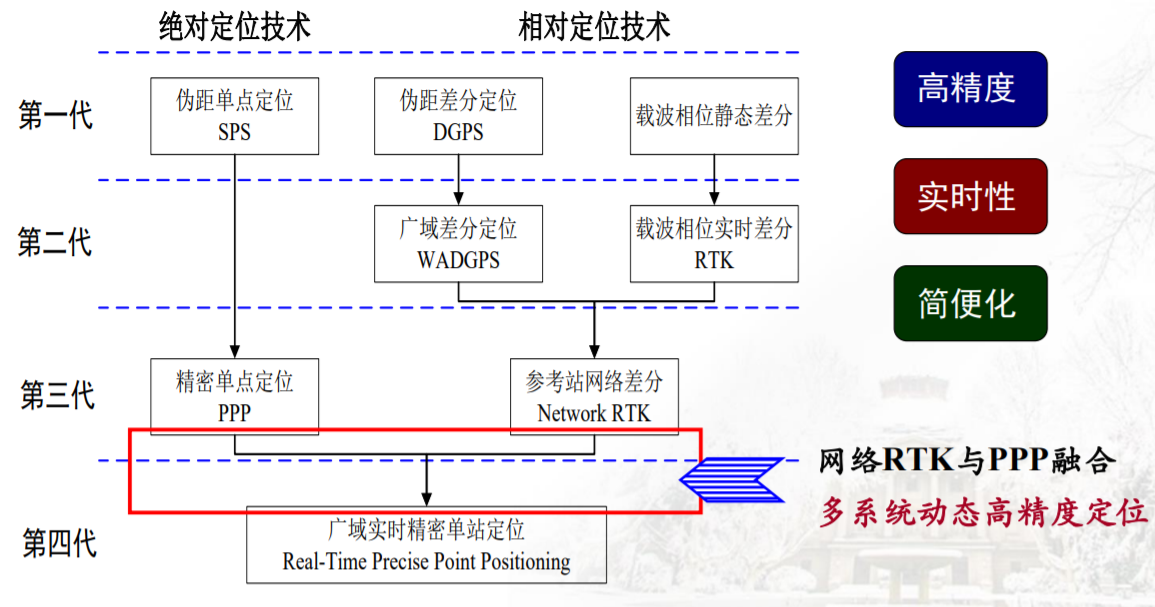 绝对定位技术
相对定位技术
第一代
伪距单点定位
SPS
伪距差分定位
DGPS
载波相位静态差分
第二代
广域差分定位
WADGPS
载波相位实时差分
RTK
第三代
精密单点定位
PPP
参考站网络差分
Network RTK
第四代
广域实时精密单站定位
Real-Time Precise Point Positioning
高精度
实时性
简便化
网络RTK与PPP融合
多系统动态高精度定位